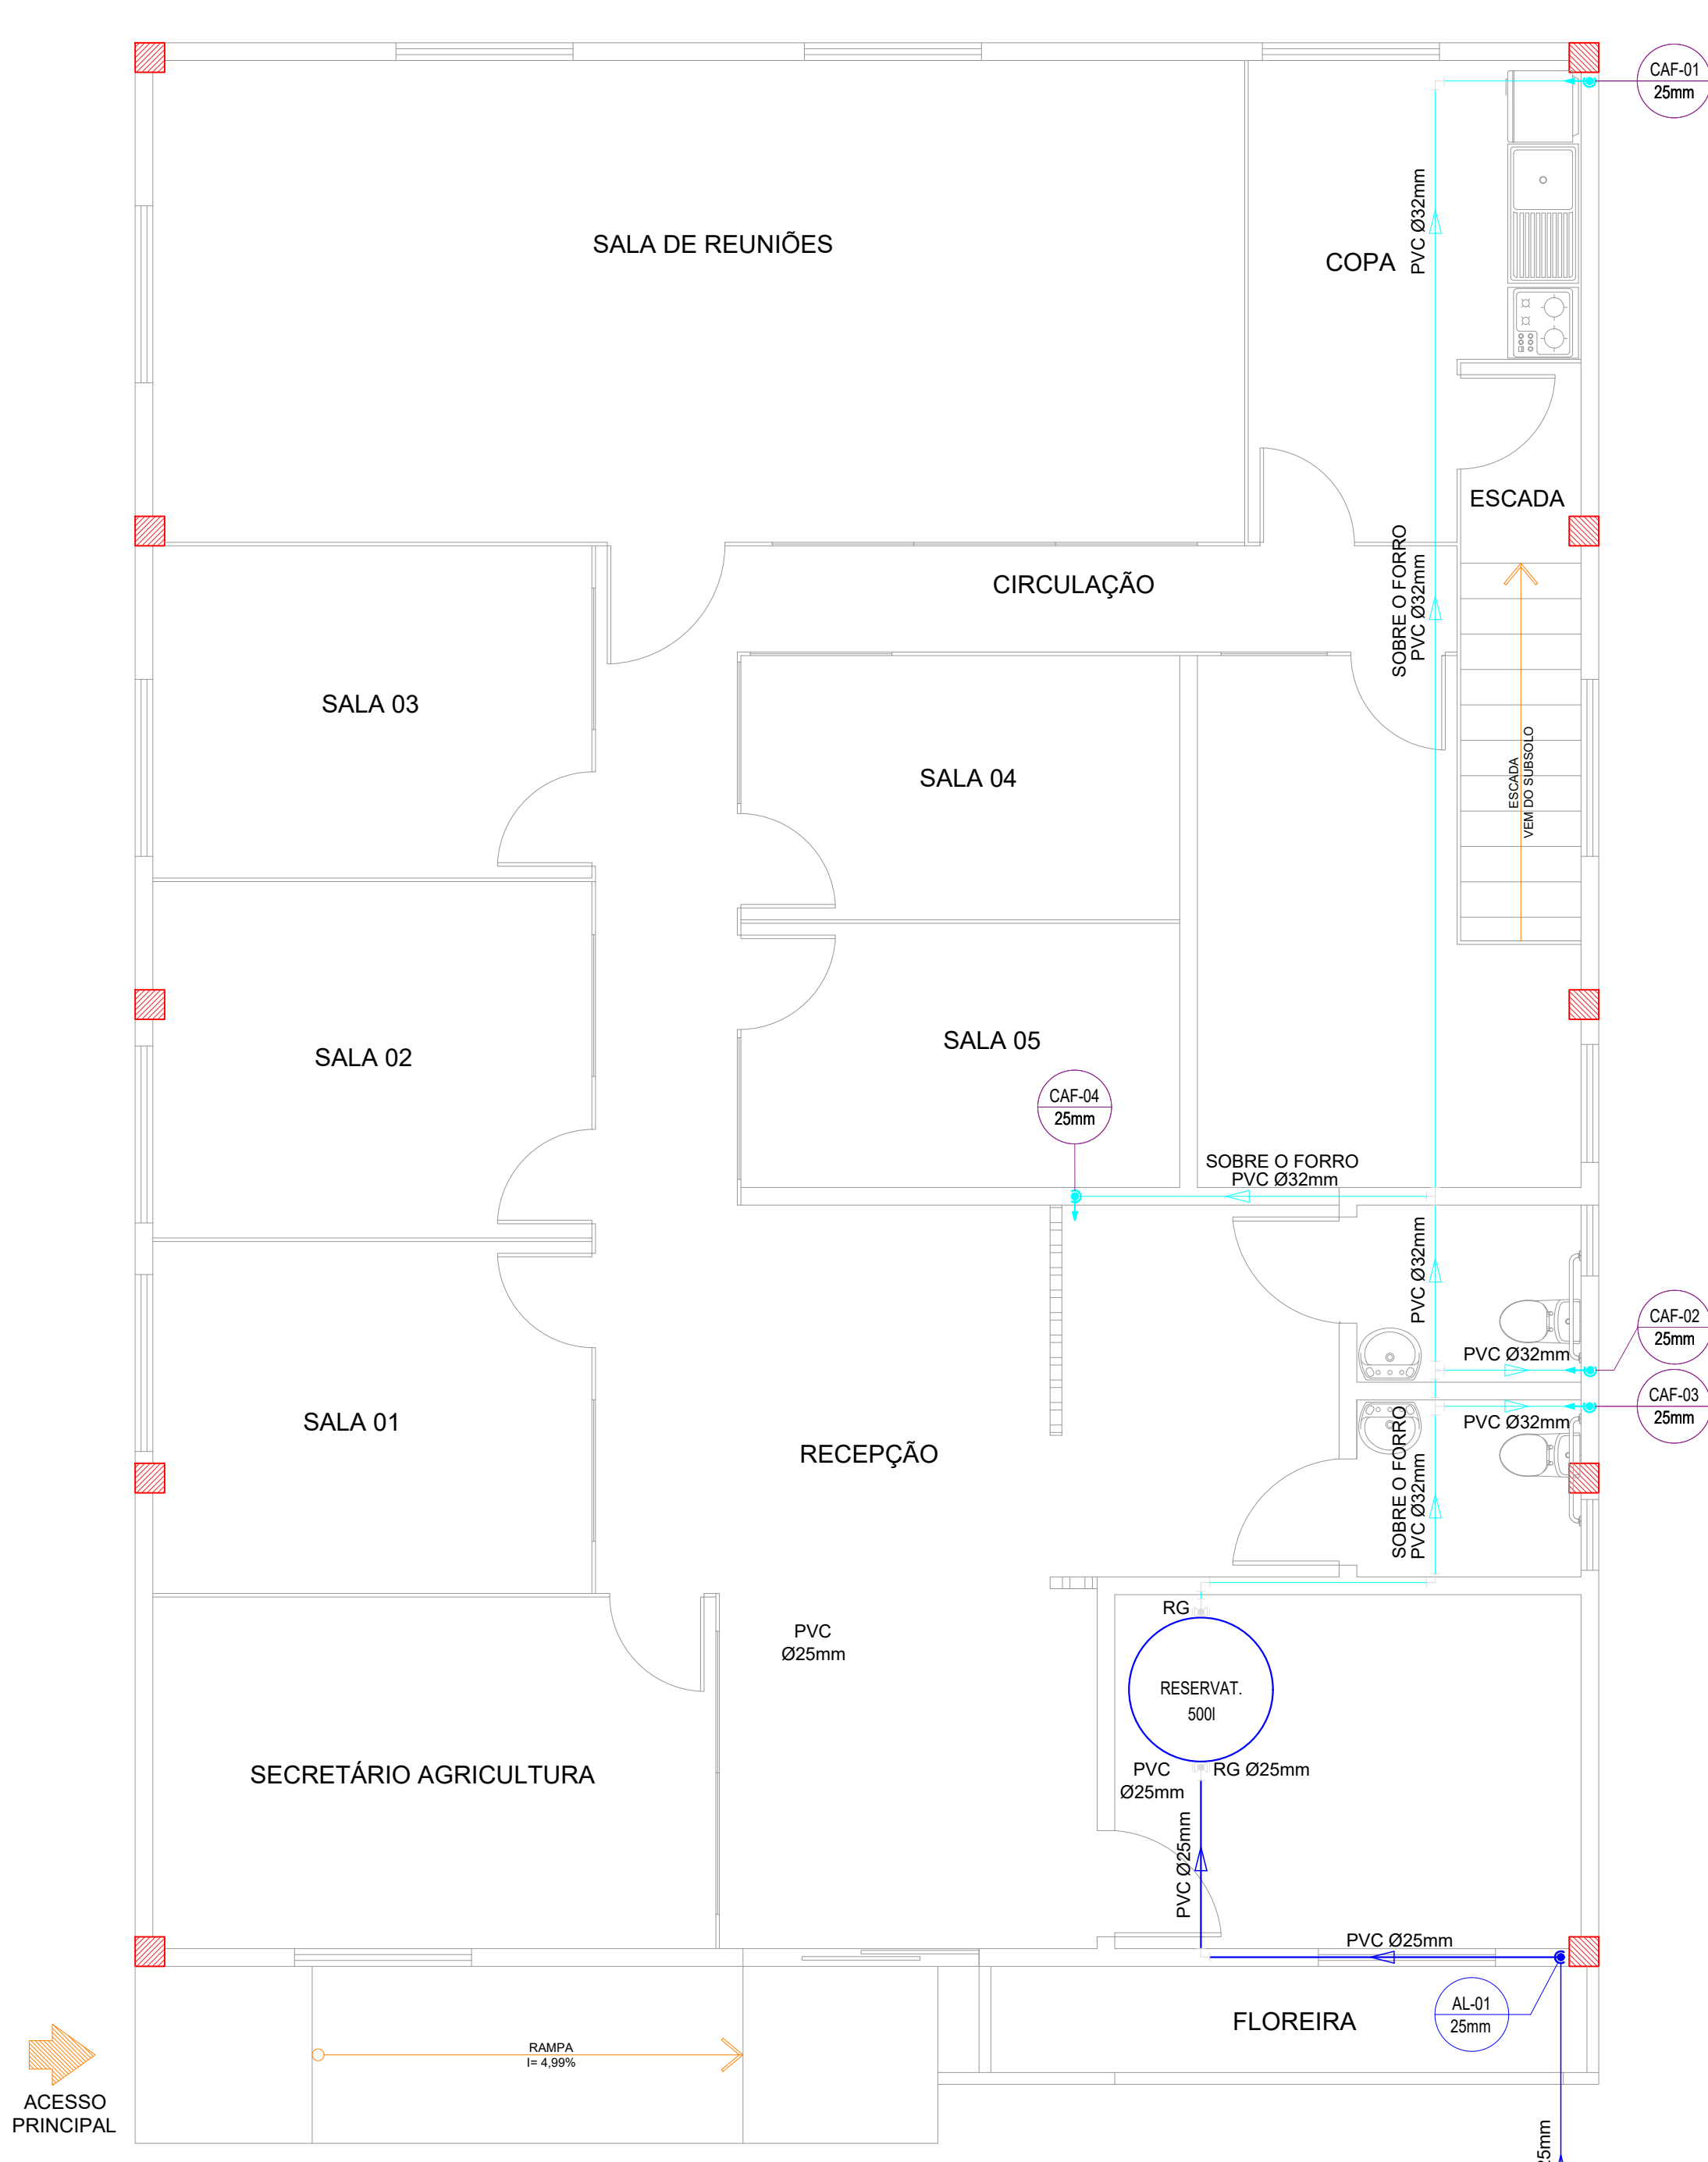 CAF-01
25mm
PVC Ø32mm
SALA DE REUNIÕES
COPA
ESCADA
SOBRE O FORRO
PVC Ø32mm
CIRCULAÇÃO
SALA 03
SALA 04
ESCADA
VEM DO SUBSOLO
SALA 02
SALA 05
CAF-04
25mm
SOBRE O FORRO
PVC Ø32mm
PVC Ø32mm
CAF-02
25mm
PVC Ø32mm
CAF-03
25mm
PVC Ø32mm
SALA 01
RECEPÇÃO
SOBRE O FORRO
PVC Ø32mm
RG
PVC
Ø25mm
RESERVAT.
500l
SECRETÁRIO AGRICULTURA
PVC
Ø25mm
RG Ø25mm
PVC Ø25mm
PVC Ø25mm
AL-01
25mm
FLOREIRA
RAMPA
I= 4,99%
ACESSO
PRINCIPAL